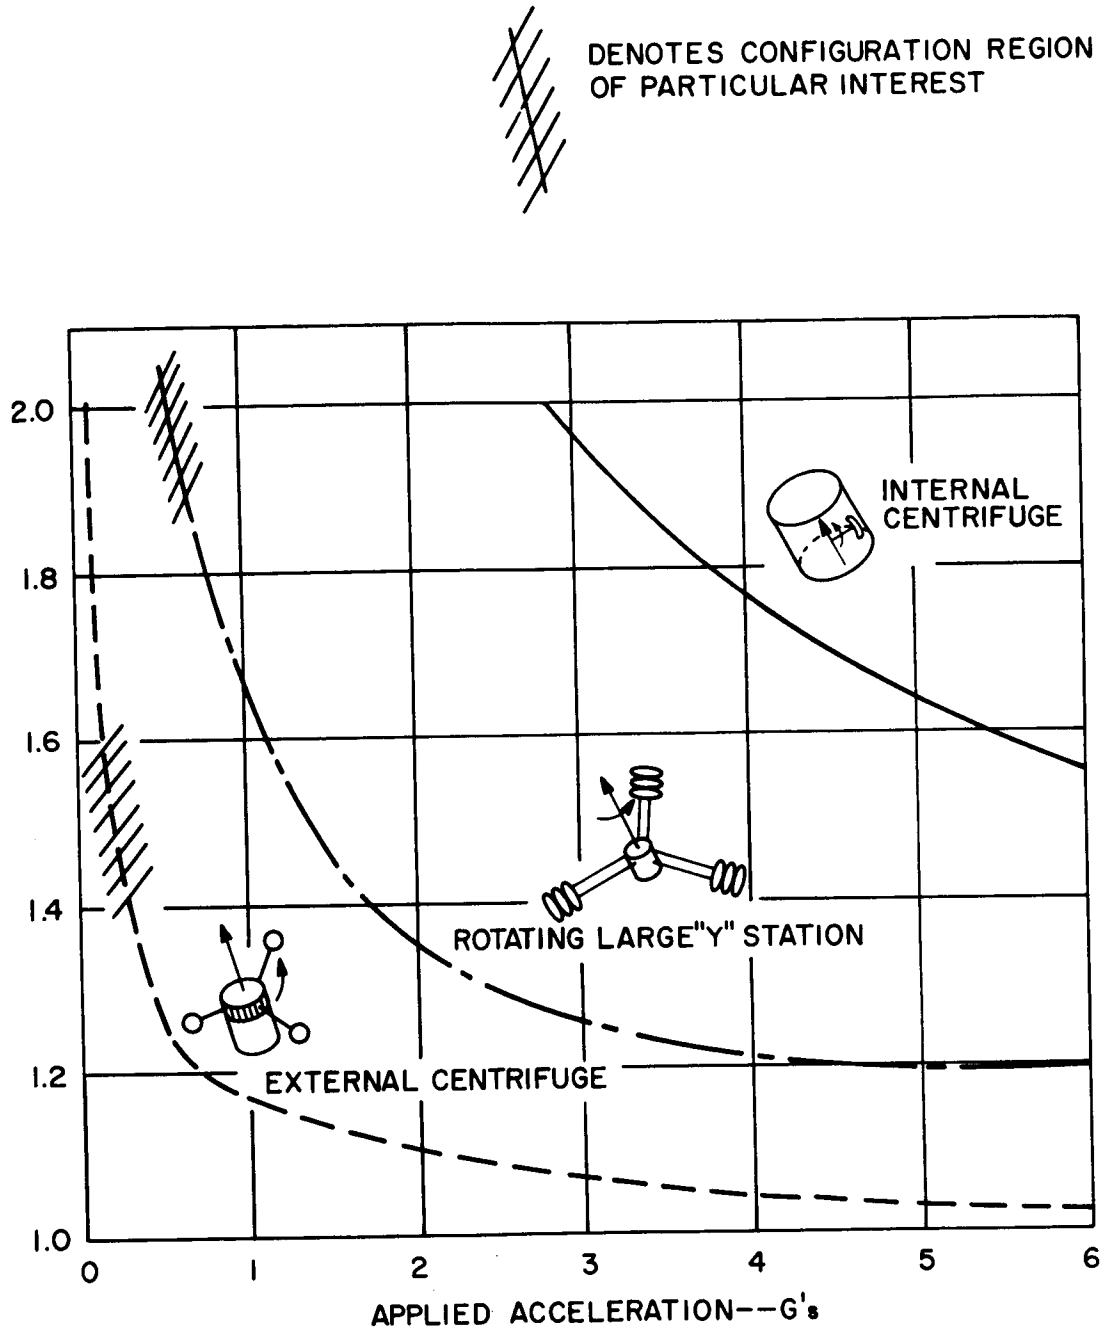 DENOTES CONFIGURATION REGION
OF PARTICULAR INTEREST
2.0
INTERNAL
CENTRIFUGE
1.8
1.6
1.4
ROTATING LARGE "Y" STATION
1.2
EXTERNAL CENTRIFUGE
1.0
0 1 2 3 4 5 6
APPLIED ACCELERATION--G's